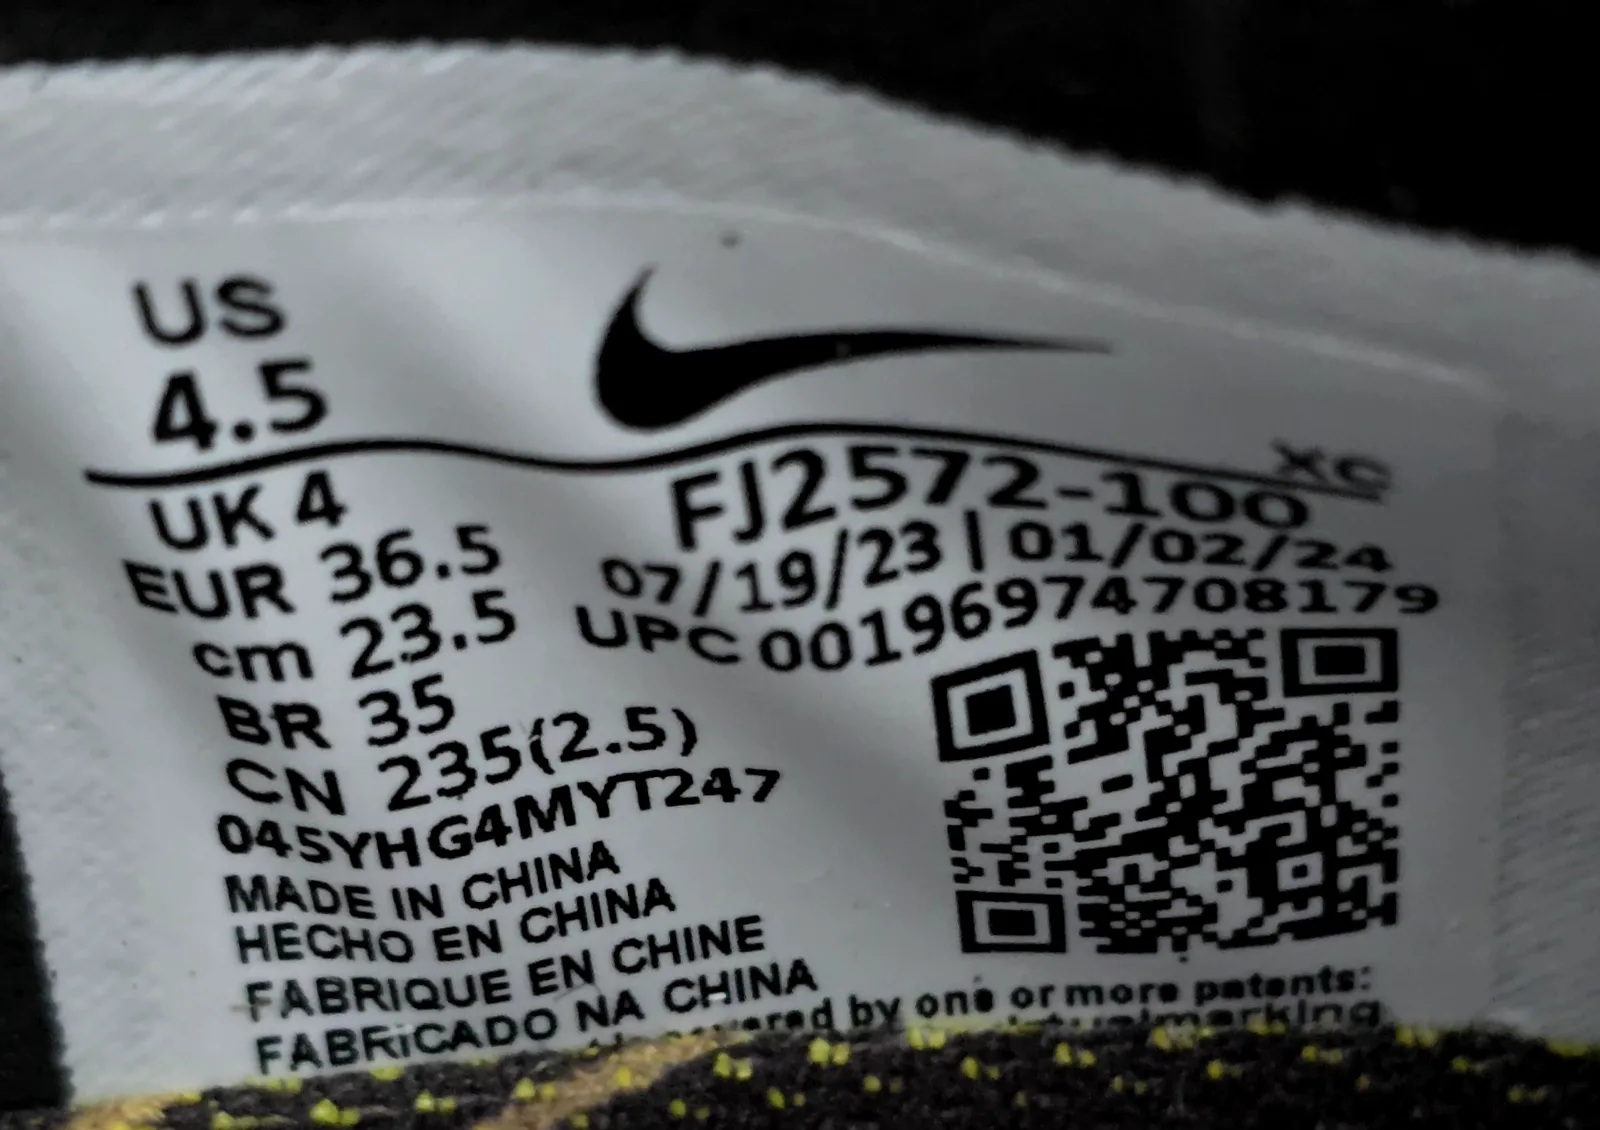 US
4.5
UK 4
EUR 36.5
cm 23.5
BR 35
CN 235(2.5)
045YHG4MYT247
MADE IN CHINA
HECHO EN CHINA
FABRIQUE EN CHINE
FABRICADO NA CHINA
XC
FJ2572-100
07/19/23 | 01/02/24
UPC 00196974708179
by one or more patents: